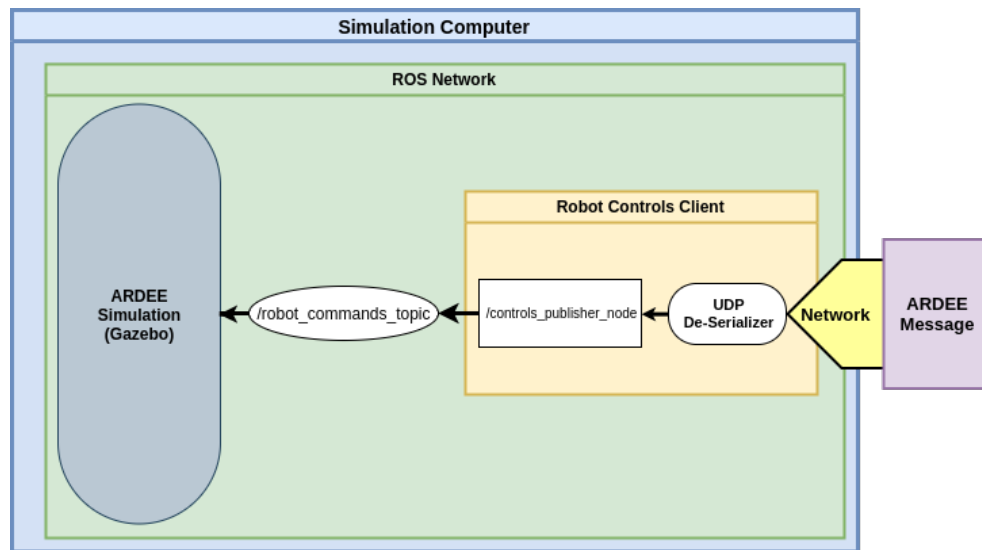 Simulation Computer
ROS Network
Robot Controls Client
ARDEE
Simulation
(Gazebo)
/robot_commands_topic
/controls_publisher_node
UDP
De-Serializer
Network
ARDEE
Message